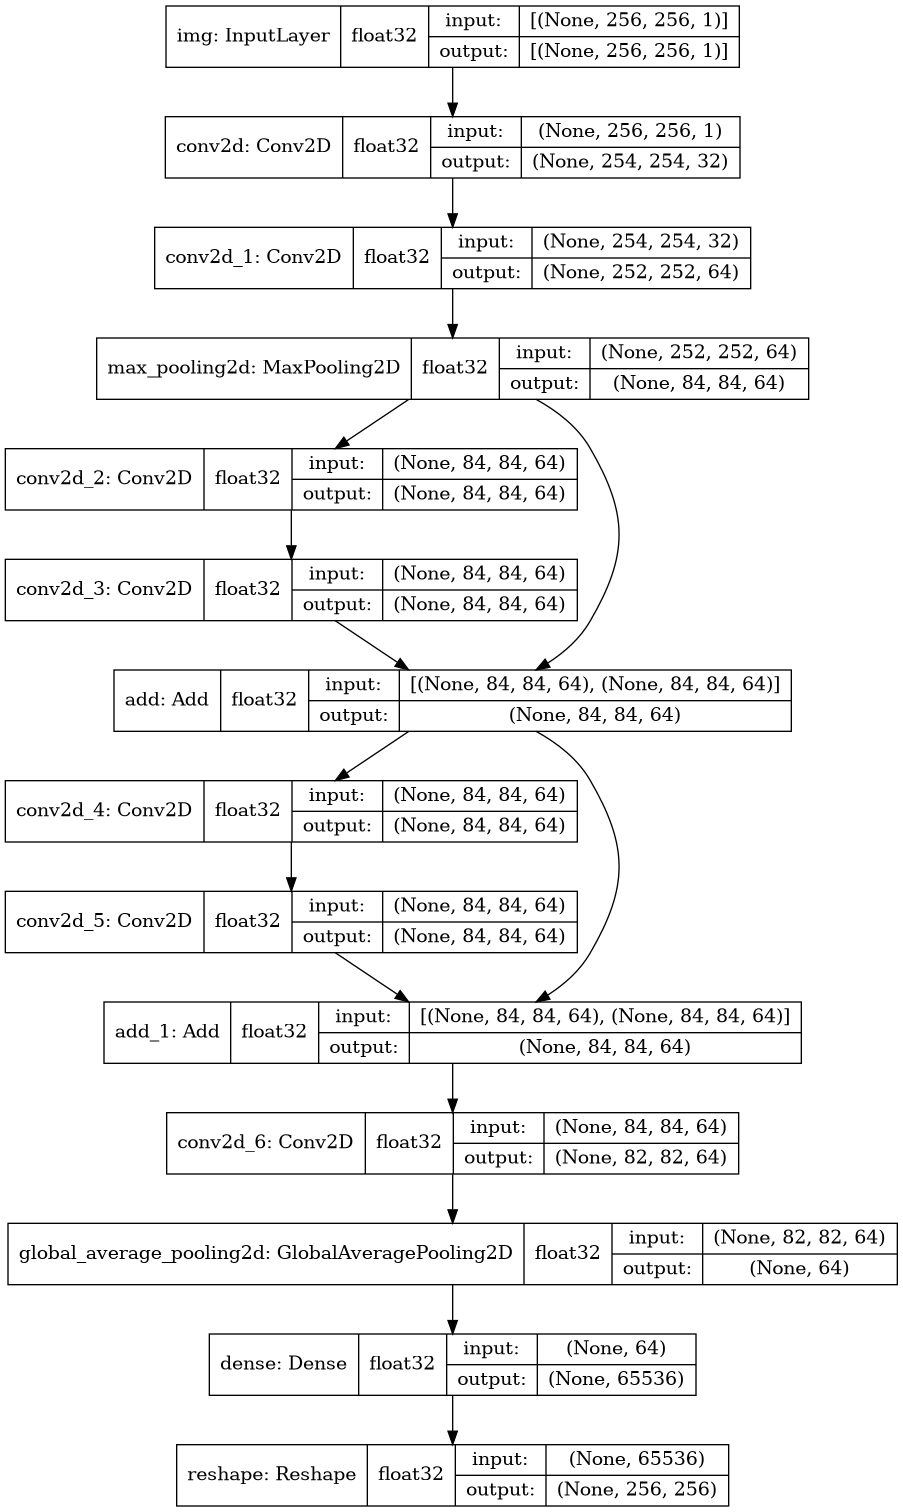 img: InputLayer float32 input: [(None, 256, 256, 1)]
output: [(None, 256, 256, 1)]
conv2d: Conv2D float32 input: (None, 256, 256, 1)
output: (None, 254, 254, 32)
conv2d_1: Conv2D float32 input: (None, 254, 254, 32)
output: (None, 252, 252, 64)
max_pooling2d: MaxPooling2D float32 input: (None, 252, 252, 64)
output: (None, 84, 84, 64)
conv2d_2: Conv2D float32 input: (None, 84, 84, 64)
output: (None, 84, 84, 64)
conv2d_3: Conv2D float32 input: (None, 84, 84, 64)
output: (None, 84, 84, 64)
add: Add float32 input: [(None, 84, 84, 64), (None, 84, 84, 64)]
output: (None, 84, 84, 64)
conv2d_4: Conv2D float32 input: (None, 84, 84, 64)
output: (None, 84, 84, 64)
conv2d_5: Conv2D float32 input: (None, 84, 84, 64)
output: (None, 84, 84, 64)
add_1: Add float32 input: [(None, 84, 84, 64), (None, 84, 84, 64)]
output: (None, 84, 84, 64)
conv2d_6: Conv2D float32 input: (None, 84, 84, 64)
output: (None, 82, 82, 64)
global_average_pooling2d: GlobalAveragePooling2D float32 input: (None, 82, 82, 64)
output: (None, 64)
dense: Dense float32 input: (None, 64)
output: (None, 65536)
reshape: Reshape float32 input: (None, 65536)
output: (None, 256, 256)